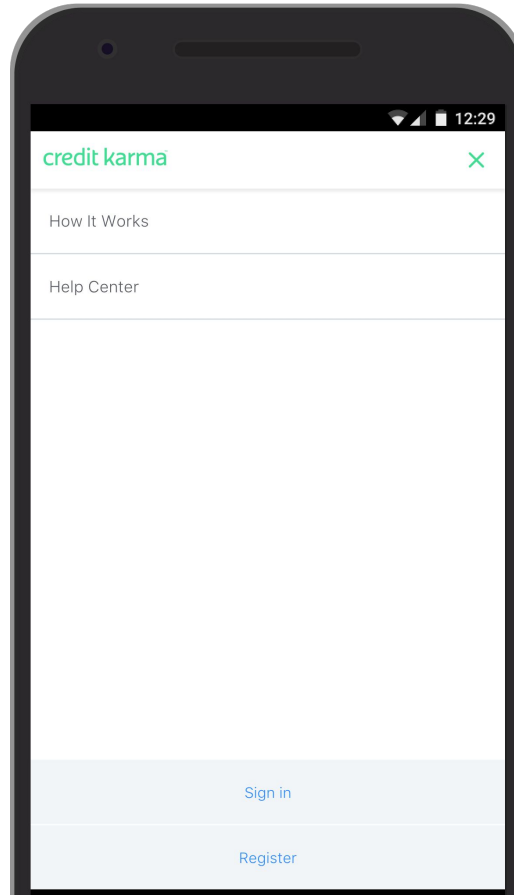 12:29
credit karma
How It Works
Help Center
Sign in
Register